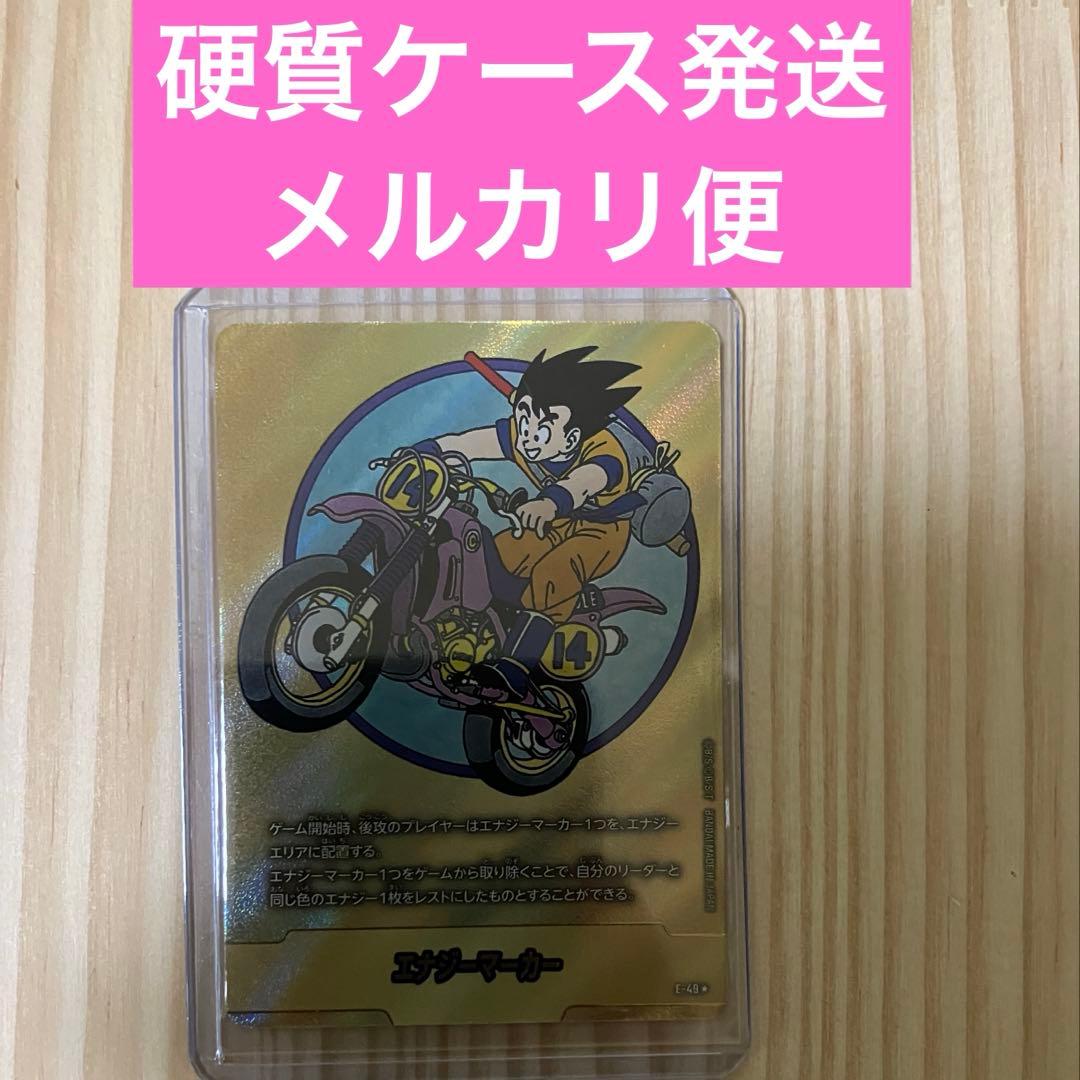 硬質ケース発送
メルカリ便
14
14
ゲーム開始時、後攻のプレイヤーはエナジーマーカー1つを、エナジー
エリアに配置する。
エナジーマーカー1つをゲームから取り除くことで、自分のリーダーと
同じ色のエナジー1枚をレストにしたものとすることができる。
BANDAI MADE IN JAPAN
エナジーマーカー
E-49★